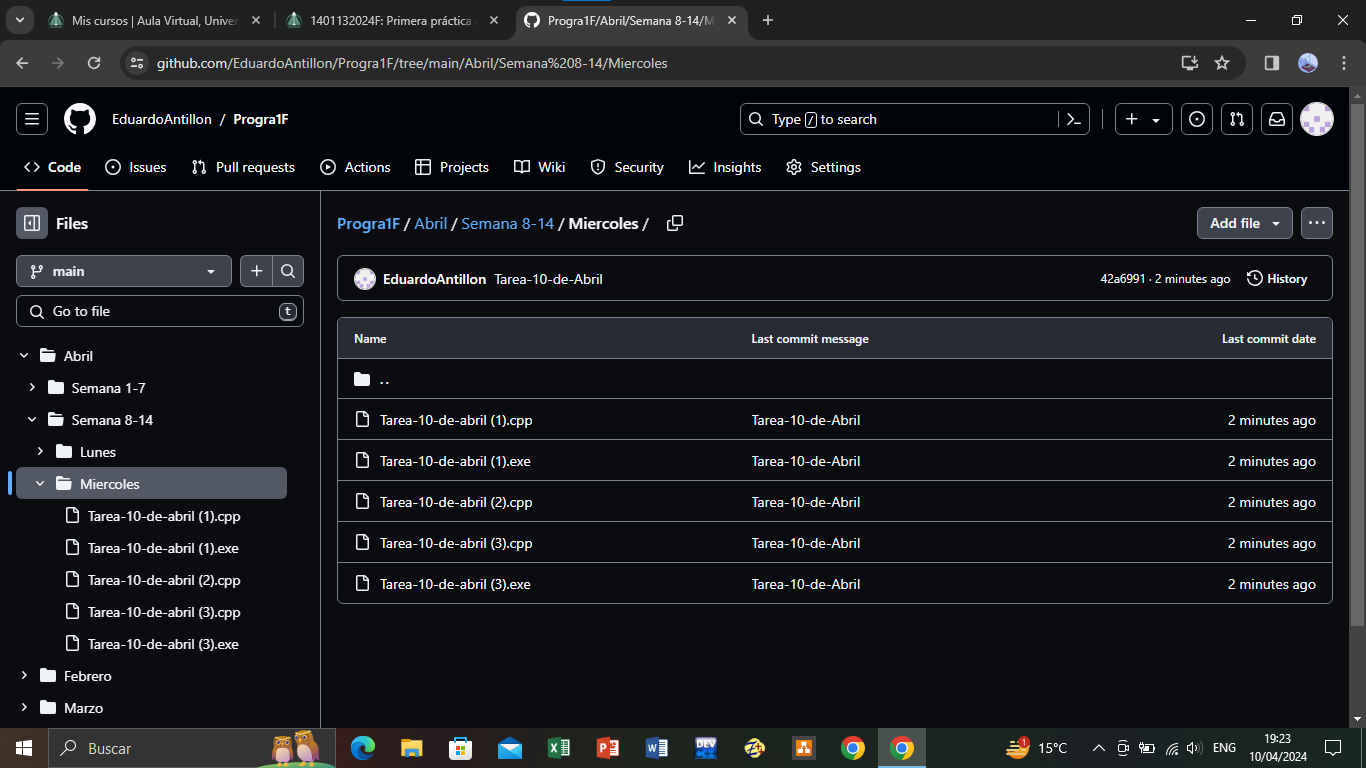 Mis cursos | Aula Virtual, Univer
1401132024F: Primera práctica
Progra1F/Abril/Semana 8-14/M
github.com/EduardoAntillon/Progra1F/tree/main/Abril/Semana%208-14/Miercoles
EduardoAntillon / Progra1F
Type / to search
Code Issues Pull requests Actions Projects Wiki Security Insights Settings
Files
main
Go to file t
Abril
Semana 1-7
Semana 8-14
Lunes
Miercoles
Tarea-10-de-abril (1).cpp
Tarea-10-de-abril (1).exe
Tarea-10-de-abril (2).cpp
Tarea-10-de-abril (3).cpp
Tarea-10-de-abril (3).exe
Febrero
Marzo
Progra1F / Abril / Semana 8-14 / Miercoles /
Add file
EduardoAntillon Tarea-10-de-Abril 42a6991 · 2 minutes ago History
Name Last commit message Last commit date
..
Tarea-10-de-abril (1).cpp Tarea-10-de-Abril 2 minutes ago
Tarea-10-de-abril (1).exe Tarea-10-de-Abril 2 minutes ago
Tarea-10-de-abril (2).cpp Tarea-10-de-Abril 2 minutes ago
Tarea-10-de-abril (3).cpp Tarea-10-de-Abril 2 minutes ago
Tarea-10-de-abril (3).exe Tarea-10-de-Abril 2 minutes ago
Buscar
DEV
1
15°C
ENG
19:23
10/04/2024